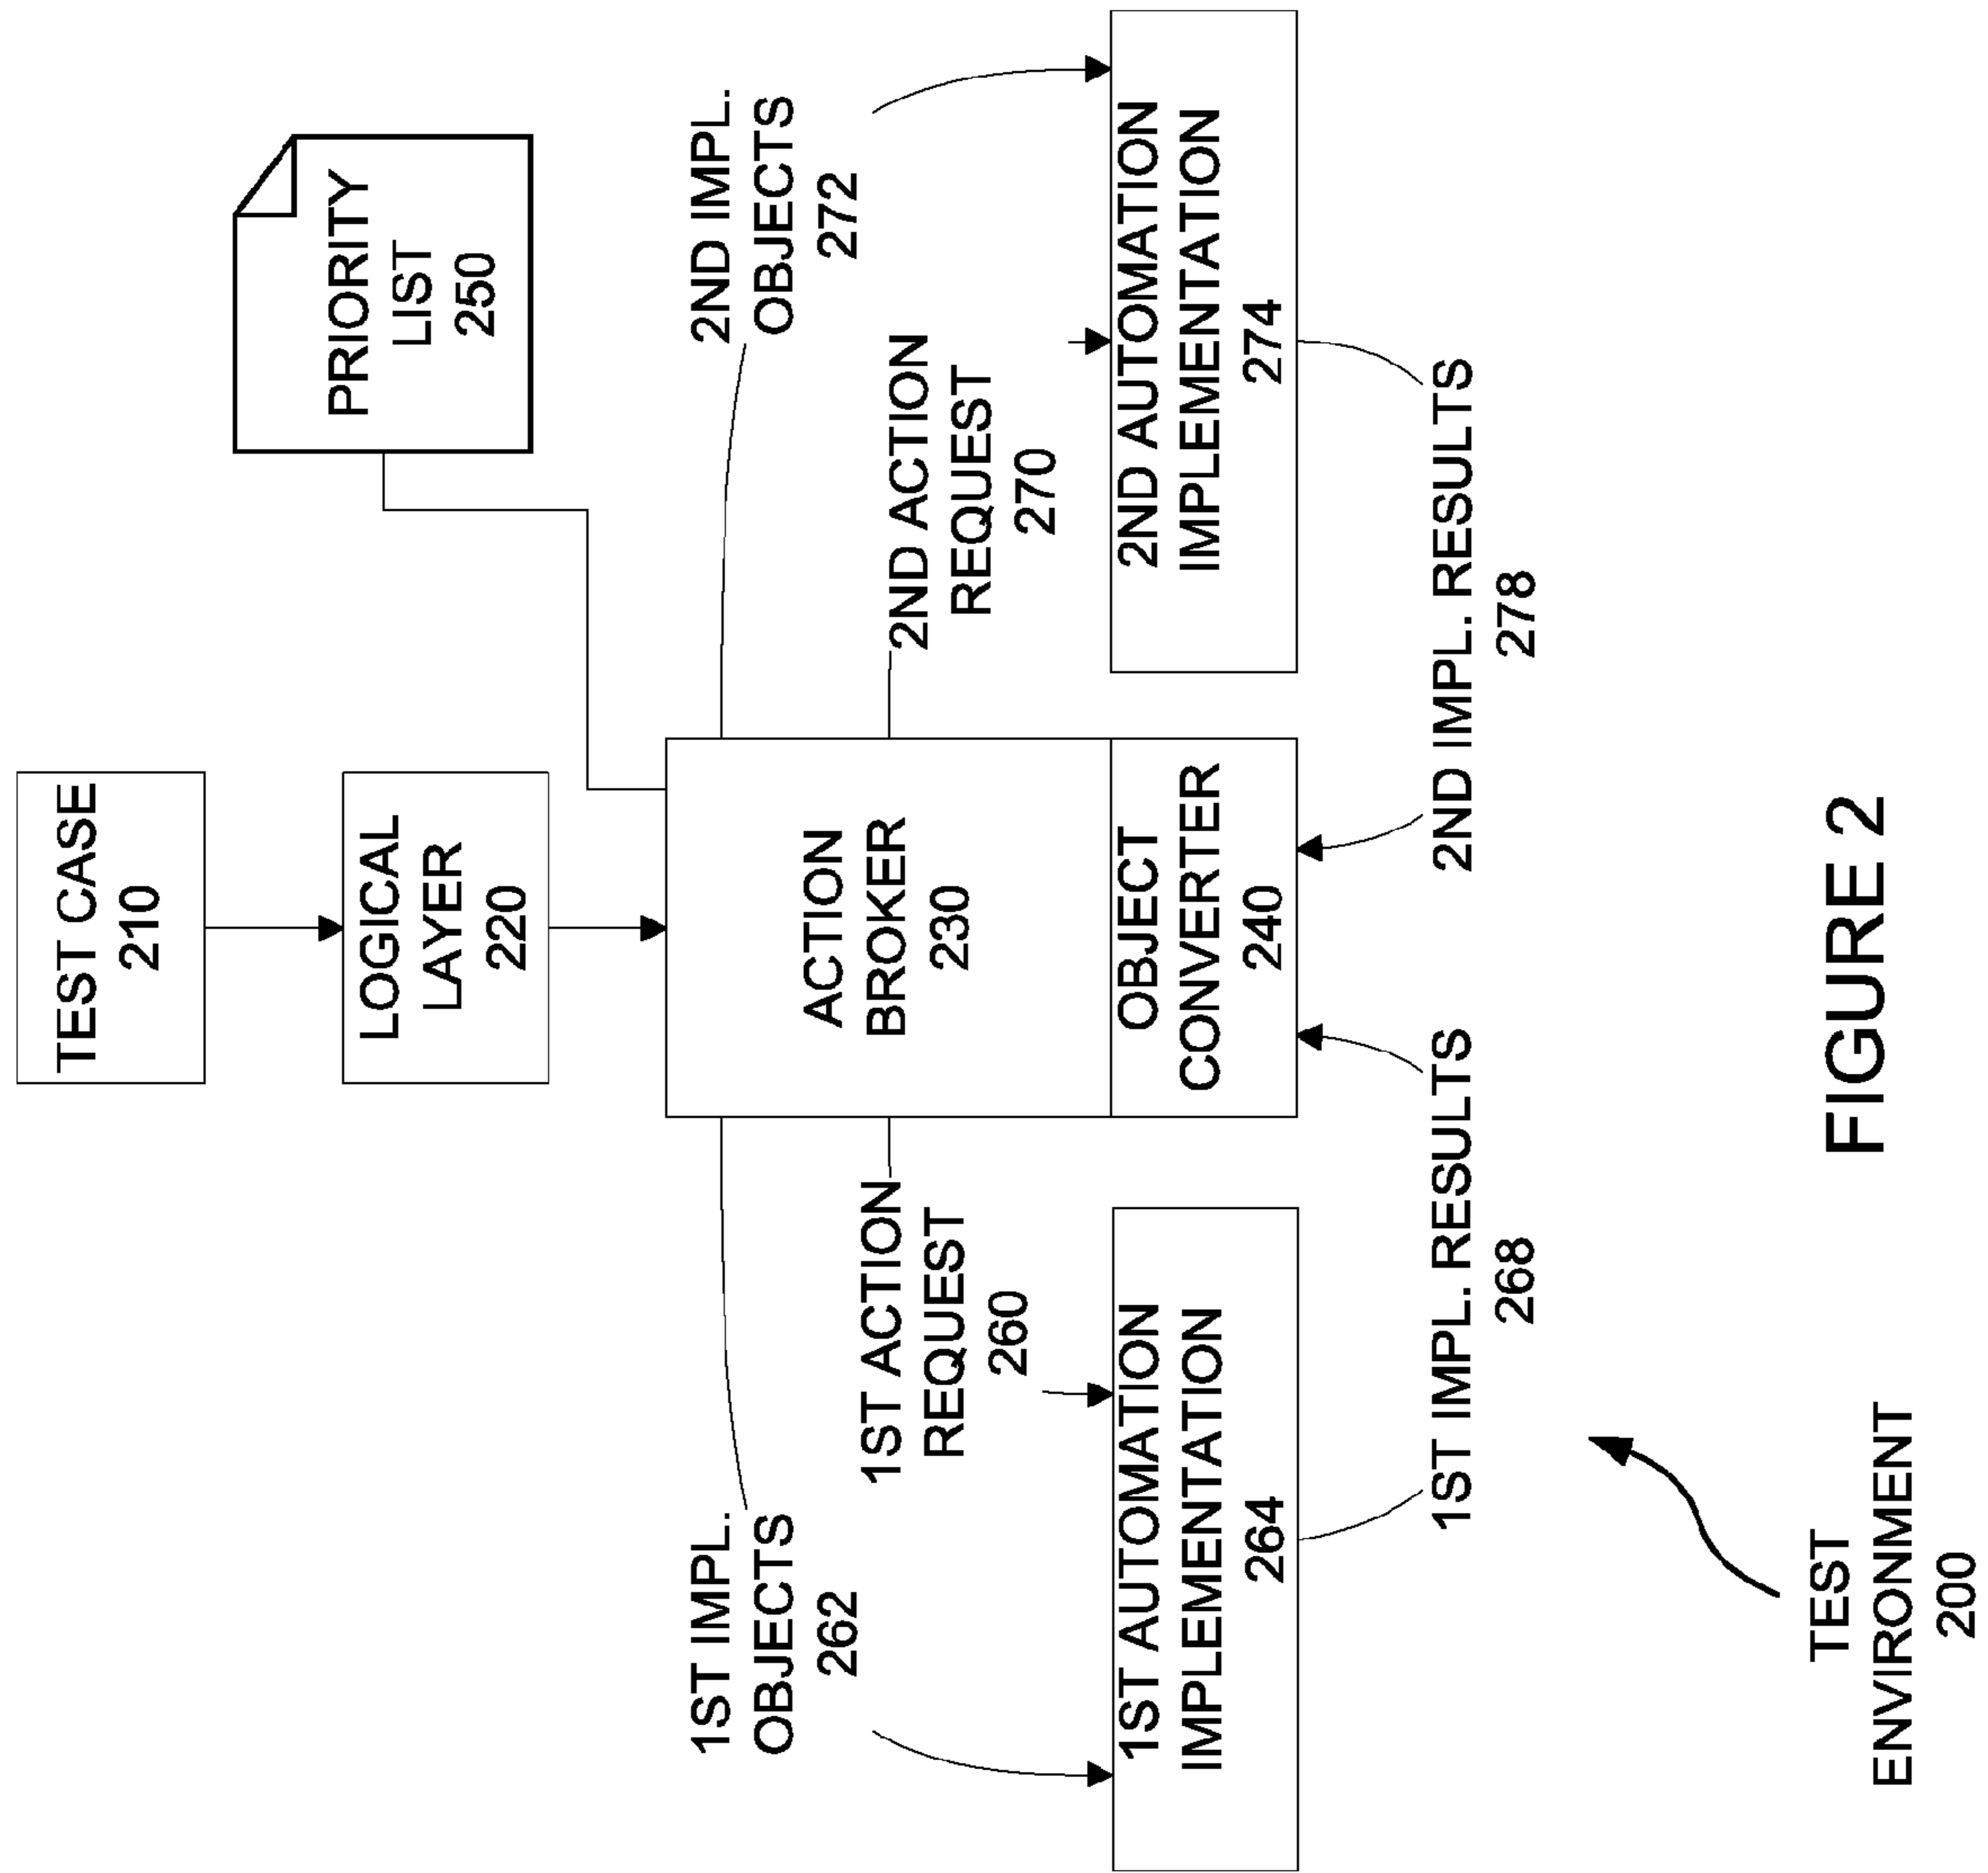 TEST CASE
210
LOGICAL
LAYER
220
PRIORITY
LIST
250
ACTION
BROKER
230
OBJECT
CONVERTER
240
1ST IMPL.
OBJECTS
262
1ST ACTION
REQUEST
260
1ST AUTOMATION
IMPLEMENTATION
264
1ST IMPL. RESULTS
268
2ND IMPL.
OBJECTS
272
2ND ACTION
REQUEST
270
2ND AUTOMATION
IMPLEMENTATION
274
2ND IMPL. RESULTS
278
TEST
ENVIRONMENT
200
FIGURE 2